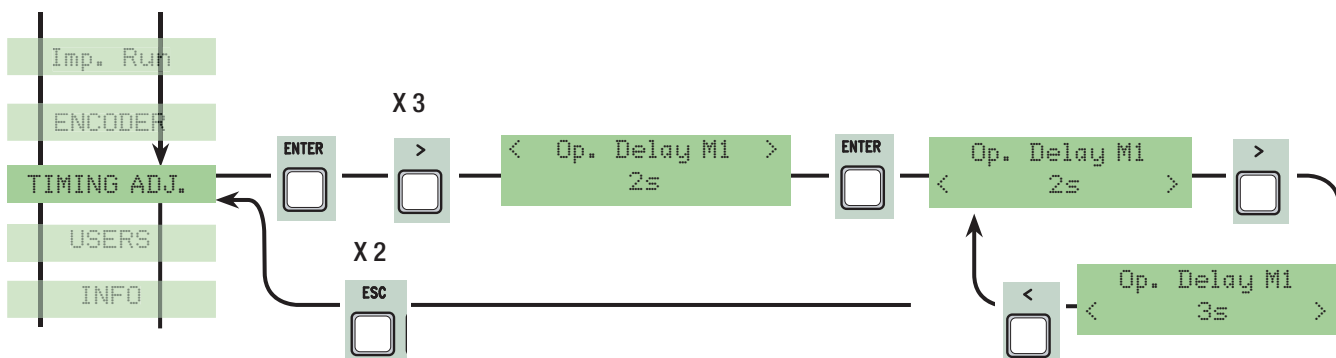 Imp. Run
ENCODER
TIMING ADJ.
USERS
INFO
ENTER
X 3
>
< Op. Delay M1 >
2s
ENTER
Op. Delay M1
< 2s >
>
X 2
ESC
<
Op. Delay M1
< 3s >